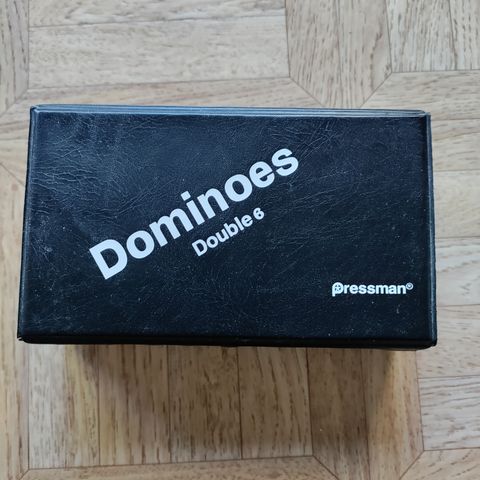 Dominoes
Double 6
Pressman®